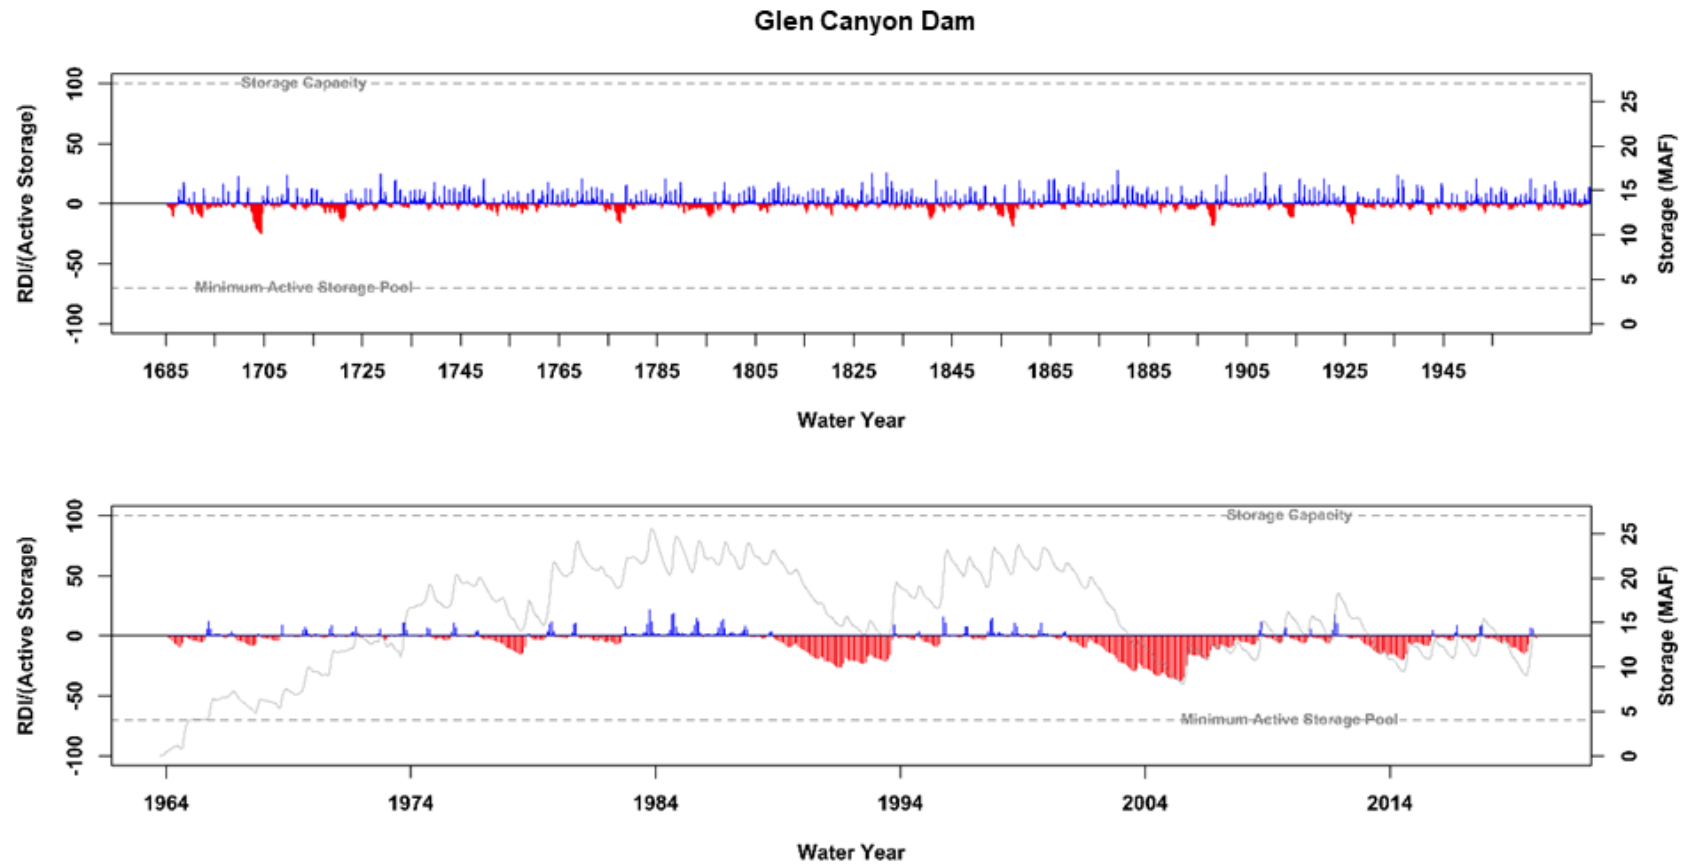 Glen Canyon Dam
RDI/(Active Storage)
100
50
0
-50
-100
Storage Capacity
Minimum Active Storage Pool
25
20
15
10
5
0
Storage (MAF)
1685 1705 1725 1745 1765 1785 1805 1825 1845 1865 1885 1905 1925 1945
Water Year
RDI/(Active Storage)
100
50
0
-50
-100
Storage Capacity
Minimum Active Storage Pool
25
20
15
10
5
0
Storage (MAF)
1964 1974 1984 1994 2004 2014
Water Year